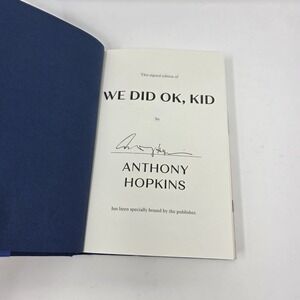 This signed edition of
WE DID OK, KID
by
ANTHONY
HOPKINS
has been specially bound by the publisher.